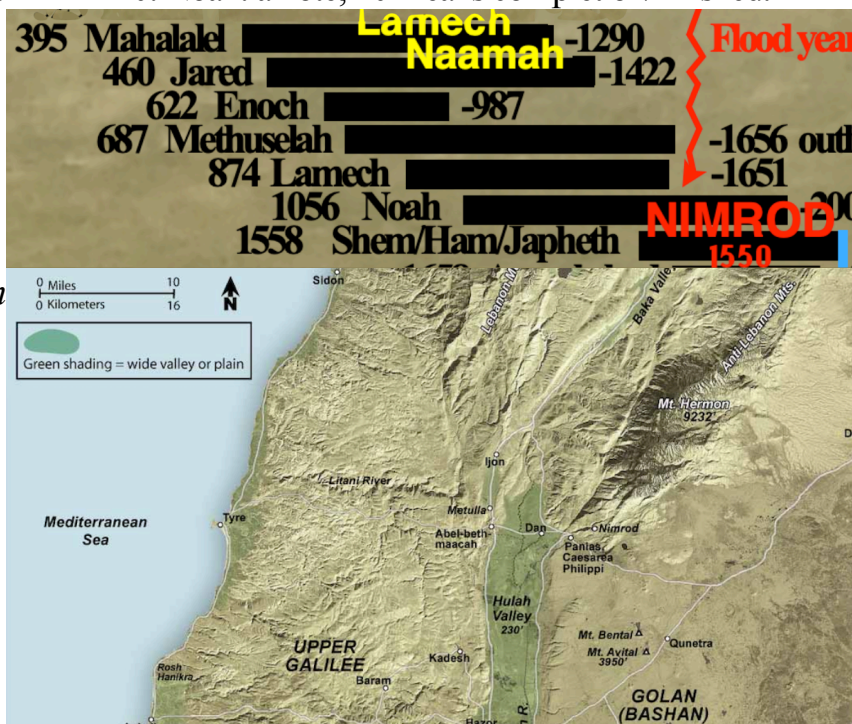 Lamech
395 Mahalalel -1290 Flood year
Naamah
460 Jared -1422
622 Enoch -987
687 Methuselah -1656
874 Lamech -1651
1056 Noah
NIMROD
1558 Shem/Ham/Japheth
1550
0 Miles 10
0 Kilometers 16
N
Green shading = wide valley or plain
Sidon
Baka Valle
Anti-Lebanon Mts.
Mt. Hermon
9232'
Ijon
Litani River
Metulla
Tyre
Mediterranean
Sea
Abel-beth-
maacah
Dan
Nimrod
Panias,
Caesarea
Philippi
Hulah
Valley
230'
Mt. Bental
Qunetra
Mt. Avital
3950'
UPPER
GALILEE
Kadesh
Rosh
Hanikra
Baram
GOLAN
(BASHAN)
Hazor